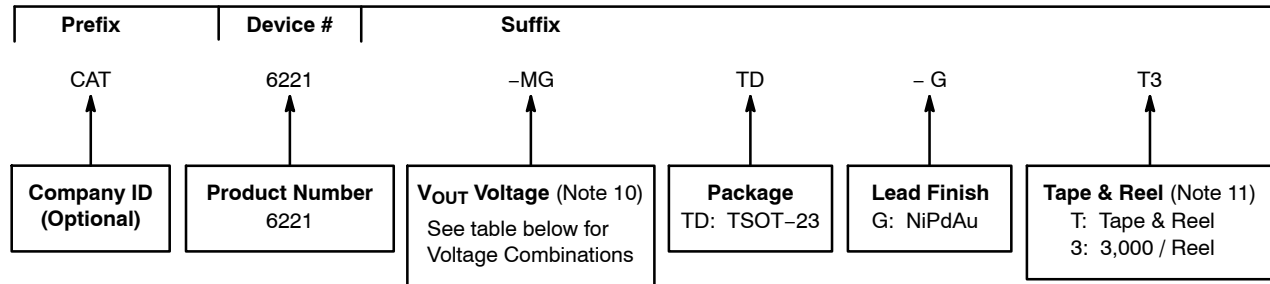 Prefix Device # Suffix
CAT 6221 –MG TD - G T3
Company ID
(Optional)
Product Number
6221
VOUT Voltage (Note 10)
See table below for
Voltage Combinations
Package
TD: TSOT–23
Lead Finish
G: NiPdAu
Tape & Reel (Note 11)
T: Tape & Reel
3: 3,000 / Reel